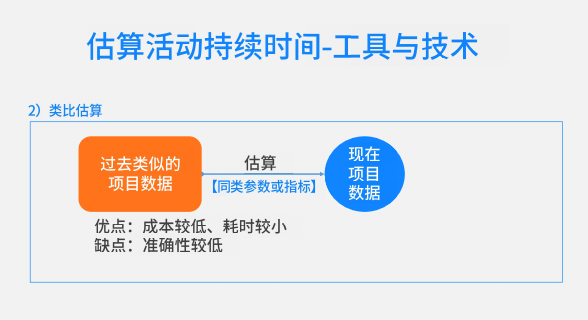 估算活动持续时间-工具与技术
2）类比估算
过去类似的
项目数据
估算
【同类参数或指标】
现在
项目
数据
优点：成本较低、耗时较小
缺点：准确性较低